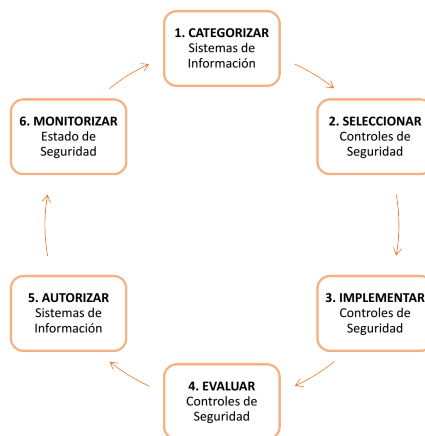 1. CATEGORIZAR
Sistemas de
Información
2. SELECCIONAR
Controles de
Seguridad
3. IMPLEMENTAR
Controles de
Seguridad
4. EVALUAR
Controles de
Seguridad
5. AUTORIZAR
Sistemas de
Información
6. MONITORIZAR
Estado de
Seguridad